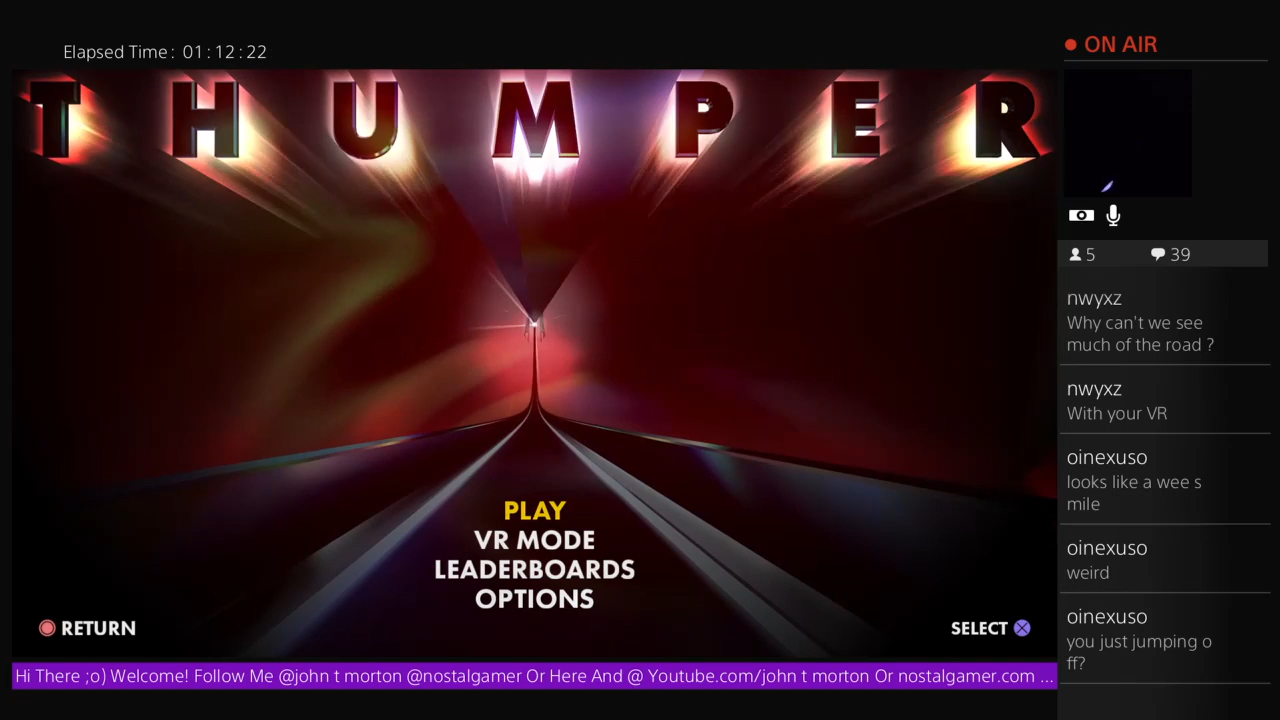 Elapsed Time: 01:12:22
ON AIR
THUMPER
5 39
nwyxz
Why can't we see
much of the road ?
nwyxz
With your VR
oinexuso
looks like a wee s
mile
oinexuso
weird
oinexuso
you just jumping o
ff?
PLAY
VR MODE
LEADERBOARDS
OPTIONS
RETURN
SELECT
Hi There ;o) Welcome! Follow Me @john t morton @nostalgamer Or Here And @ Youtube.com/john t morton Or nostalgamer.com ...